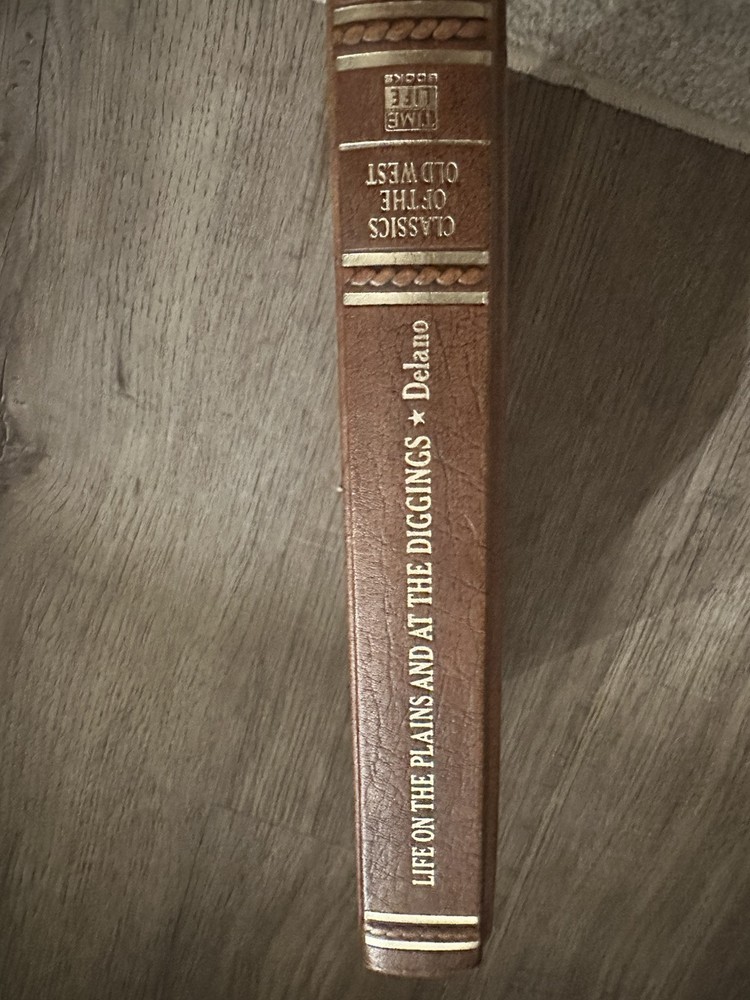 TIME
LIFE
BOOKS
CLASSICS
OF THE
OLD WEST
LIFE ON THE PLAINS AND AT THE DIGGINGS ★ Delano